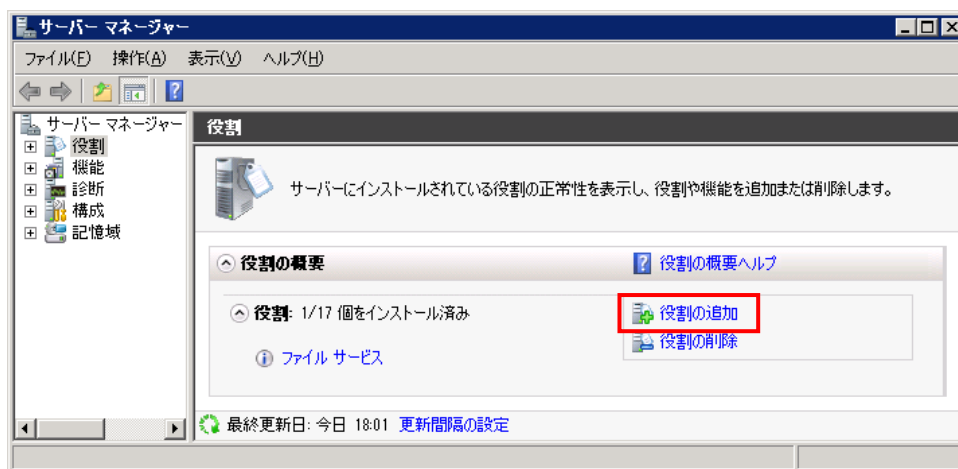 サーバー マネージャー
ファイル(F) 操作(A) 表示(V) ヘルプ(H)
サーバー マネージャー
役割
機能
診断
構成
記憶域
役割
サーバーにインストールされている役割の正常性を表示し、役割や機能を追加または削除します。
役割の概要
役割の概要ヘルプ
役割: 1/17 個をインストール済み
役割の追加
役割の削除
ファイル サービス
最終更新日: 今日 18:01 更新間隔の設定